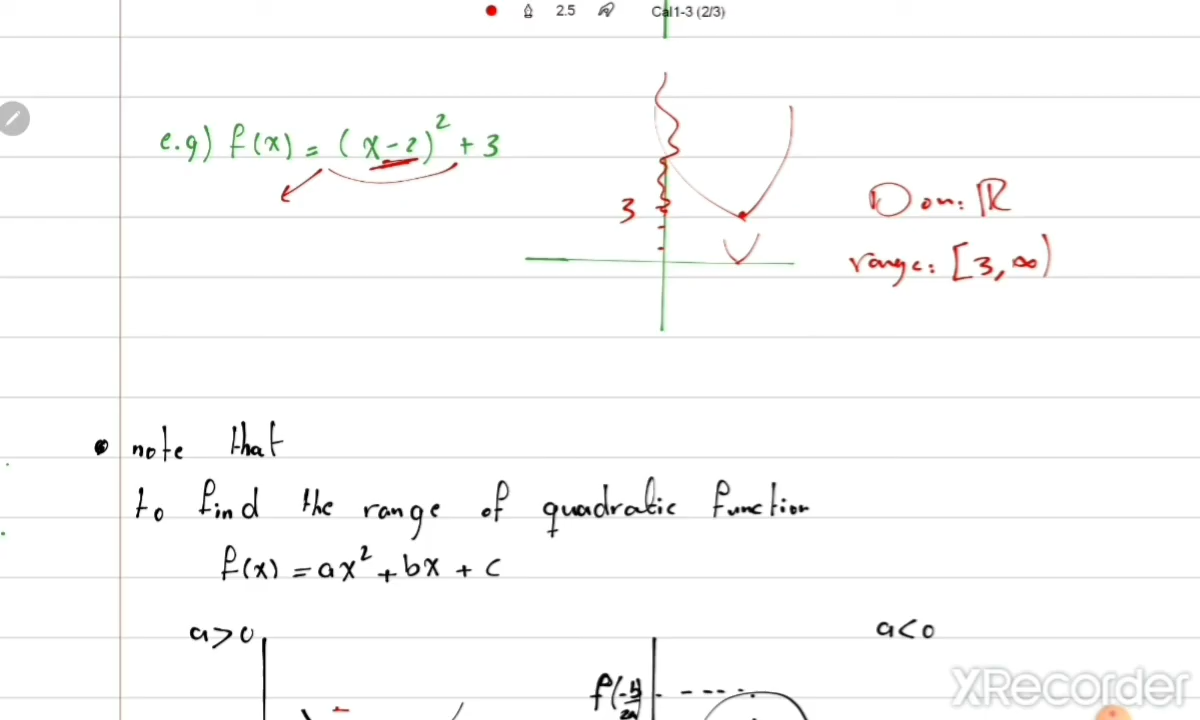 2.5 Cal1-3 (2/3)
e.g) f(x) = (x-2)² + 3
3
Dom: ℝ
range: [3, ∞)
• note that
to find the range of quadratic function
f(x) = ax² + bx + c
a>0
a<0
f(-b/2a)
XRecorder